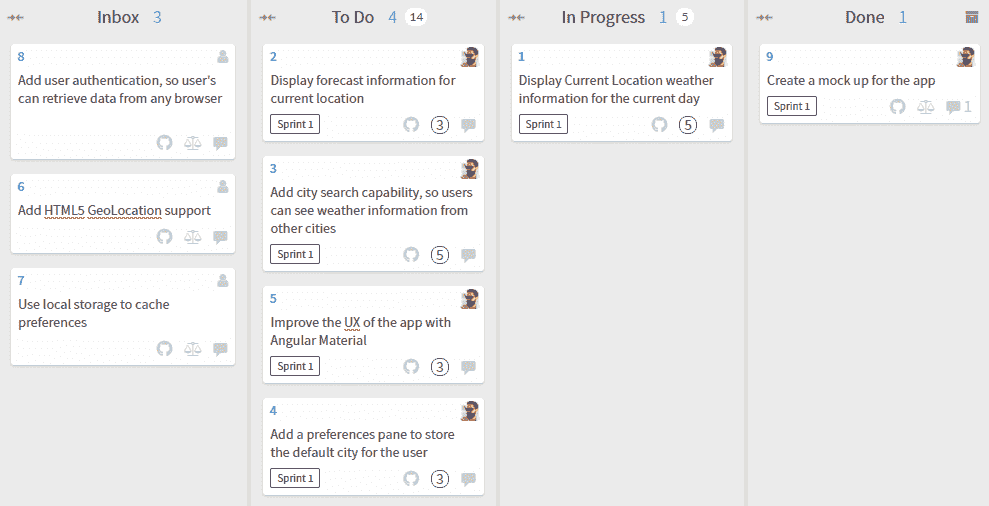 Inbox 3
8
Add user authentication, so user's
can retrieve data from any browser
6
Add HTML5 GeoLocation support
7
Use local storage to cache
preferences
To Do 4 14
2
Display forecast information for
current location
Sprint 1 3
3
Add city search capability, so users
can see weather information from
other cities
Sprint 1 5
5
Improve the UX of the app with
Angular Material
Sprint 1 3
4
Add a preferences pane to store
the default city for the user
Sprint 1 3
In Progress 1 5
1
Display Current Location weather
information for the current day
Sprint 1 5
Done 1
9
Create a mock up for the app
Sprint 1 1